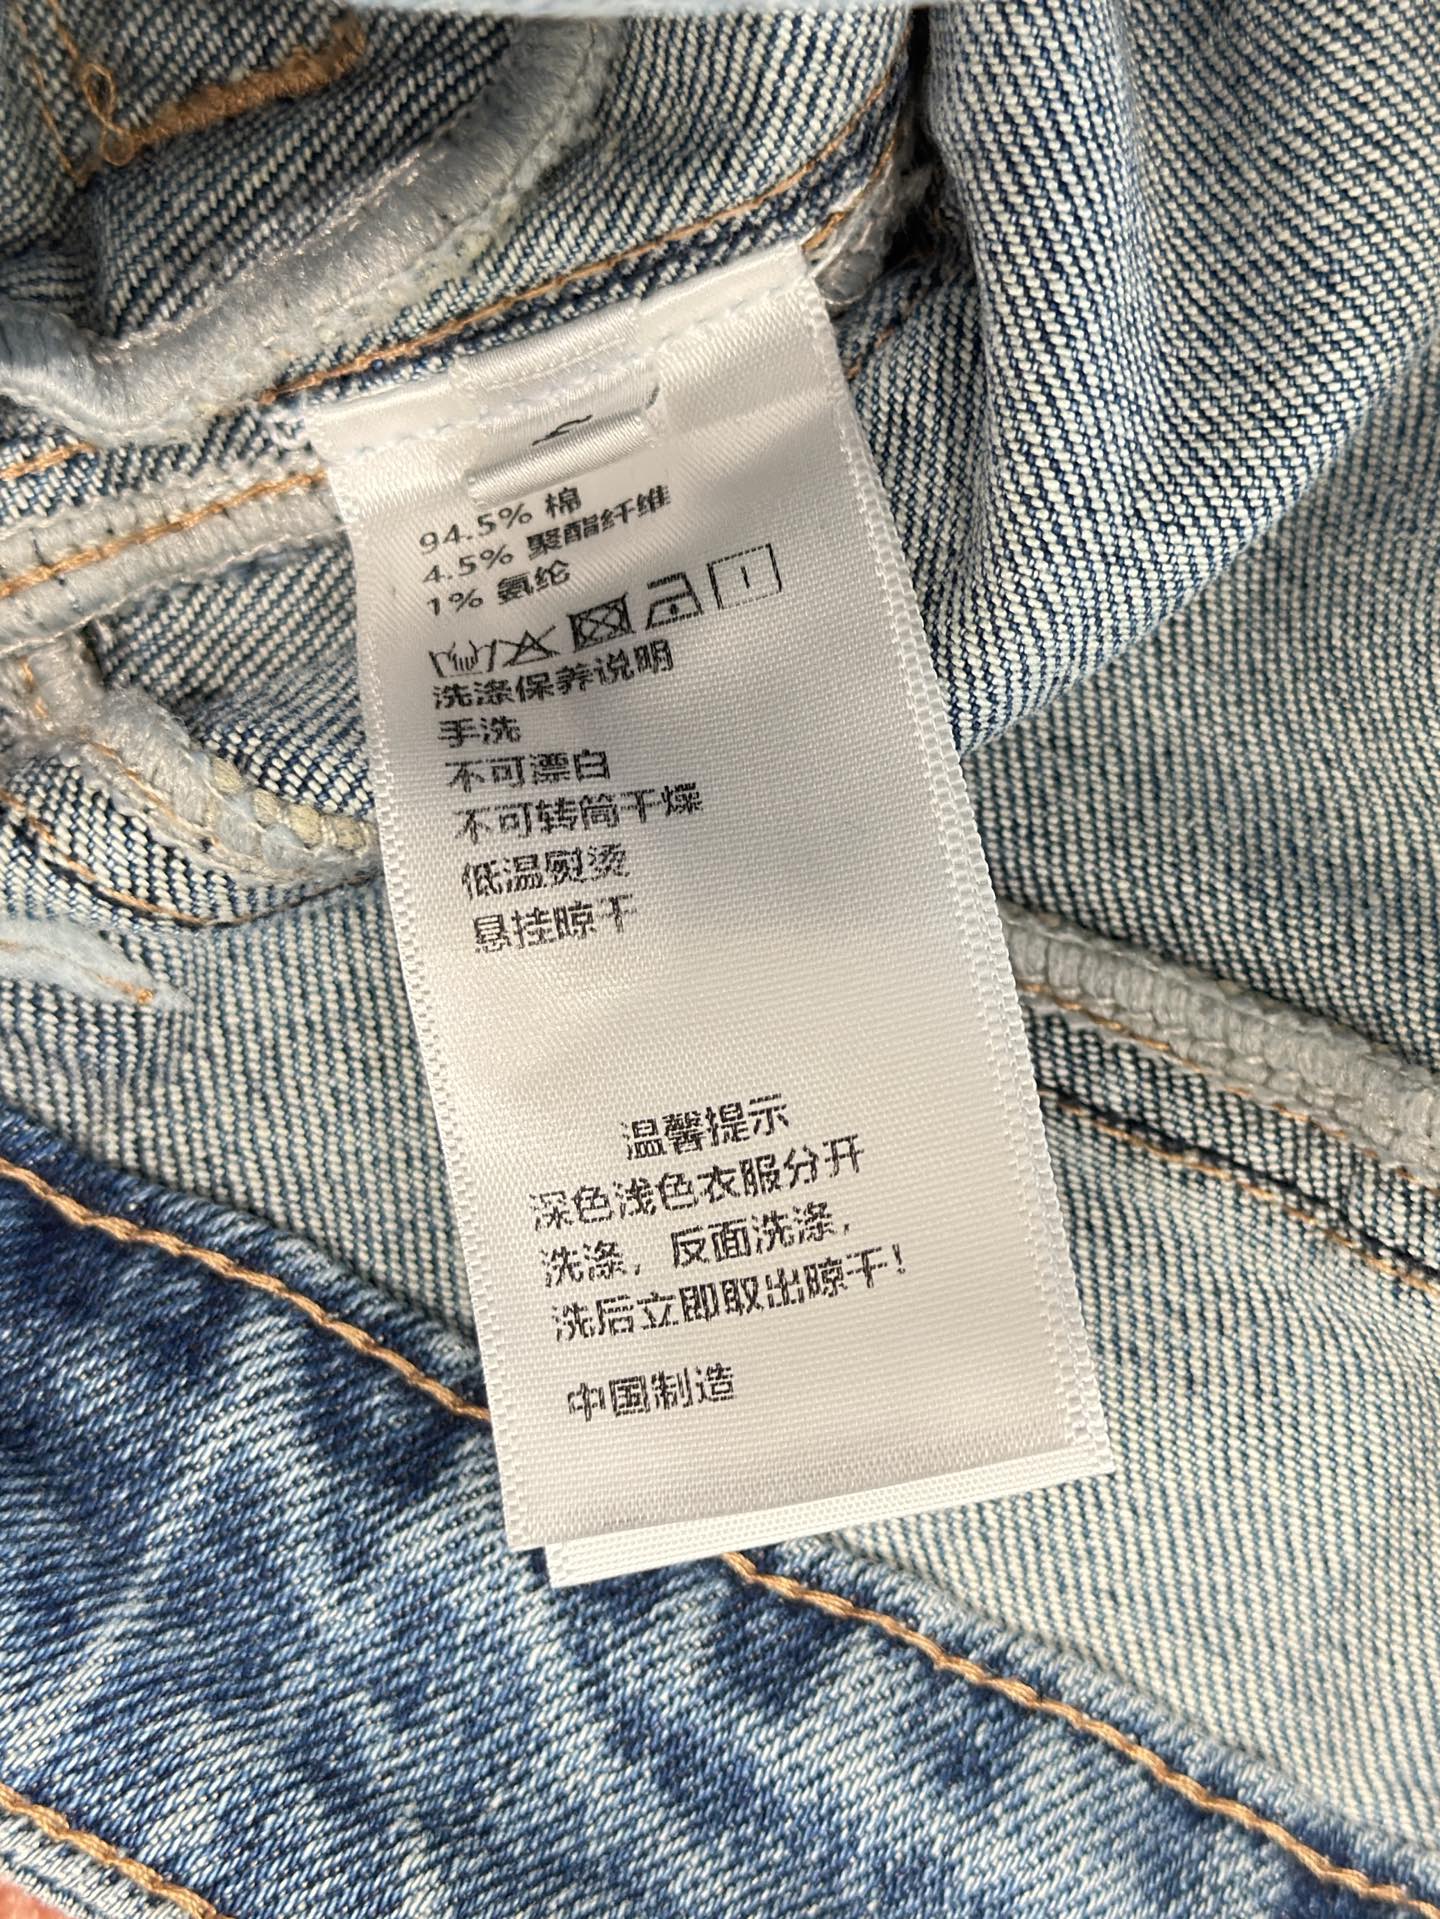 94.5% 棉
4.5% 聚酯纤维
1% 氨纶
洗涤保养说明
手洗
不可漂白
不可转筒干燥
低温熨烫
悬挂晾干
温馨提示
深色浅色衣服分开
洗涤，反面洗涤，
洗后立即取出晾干！
中国制造